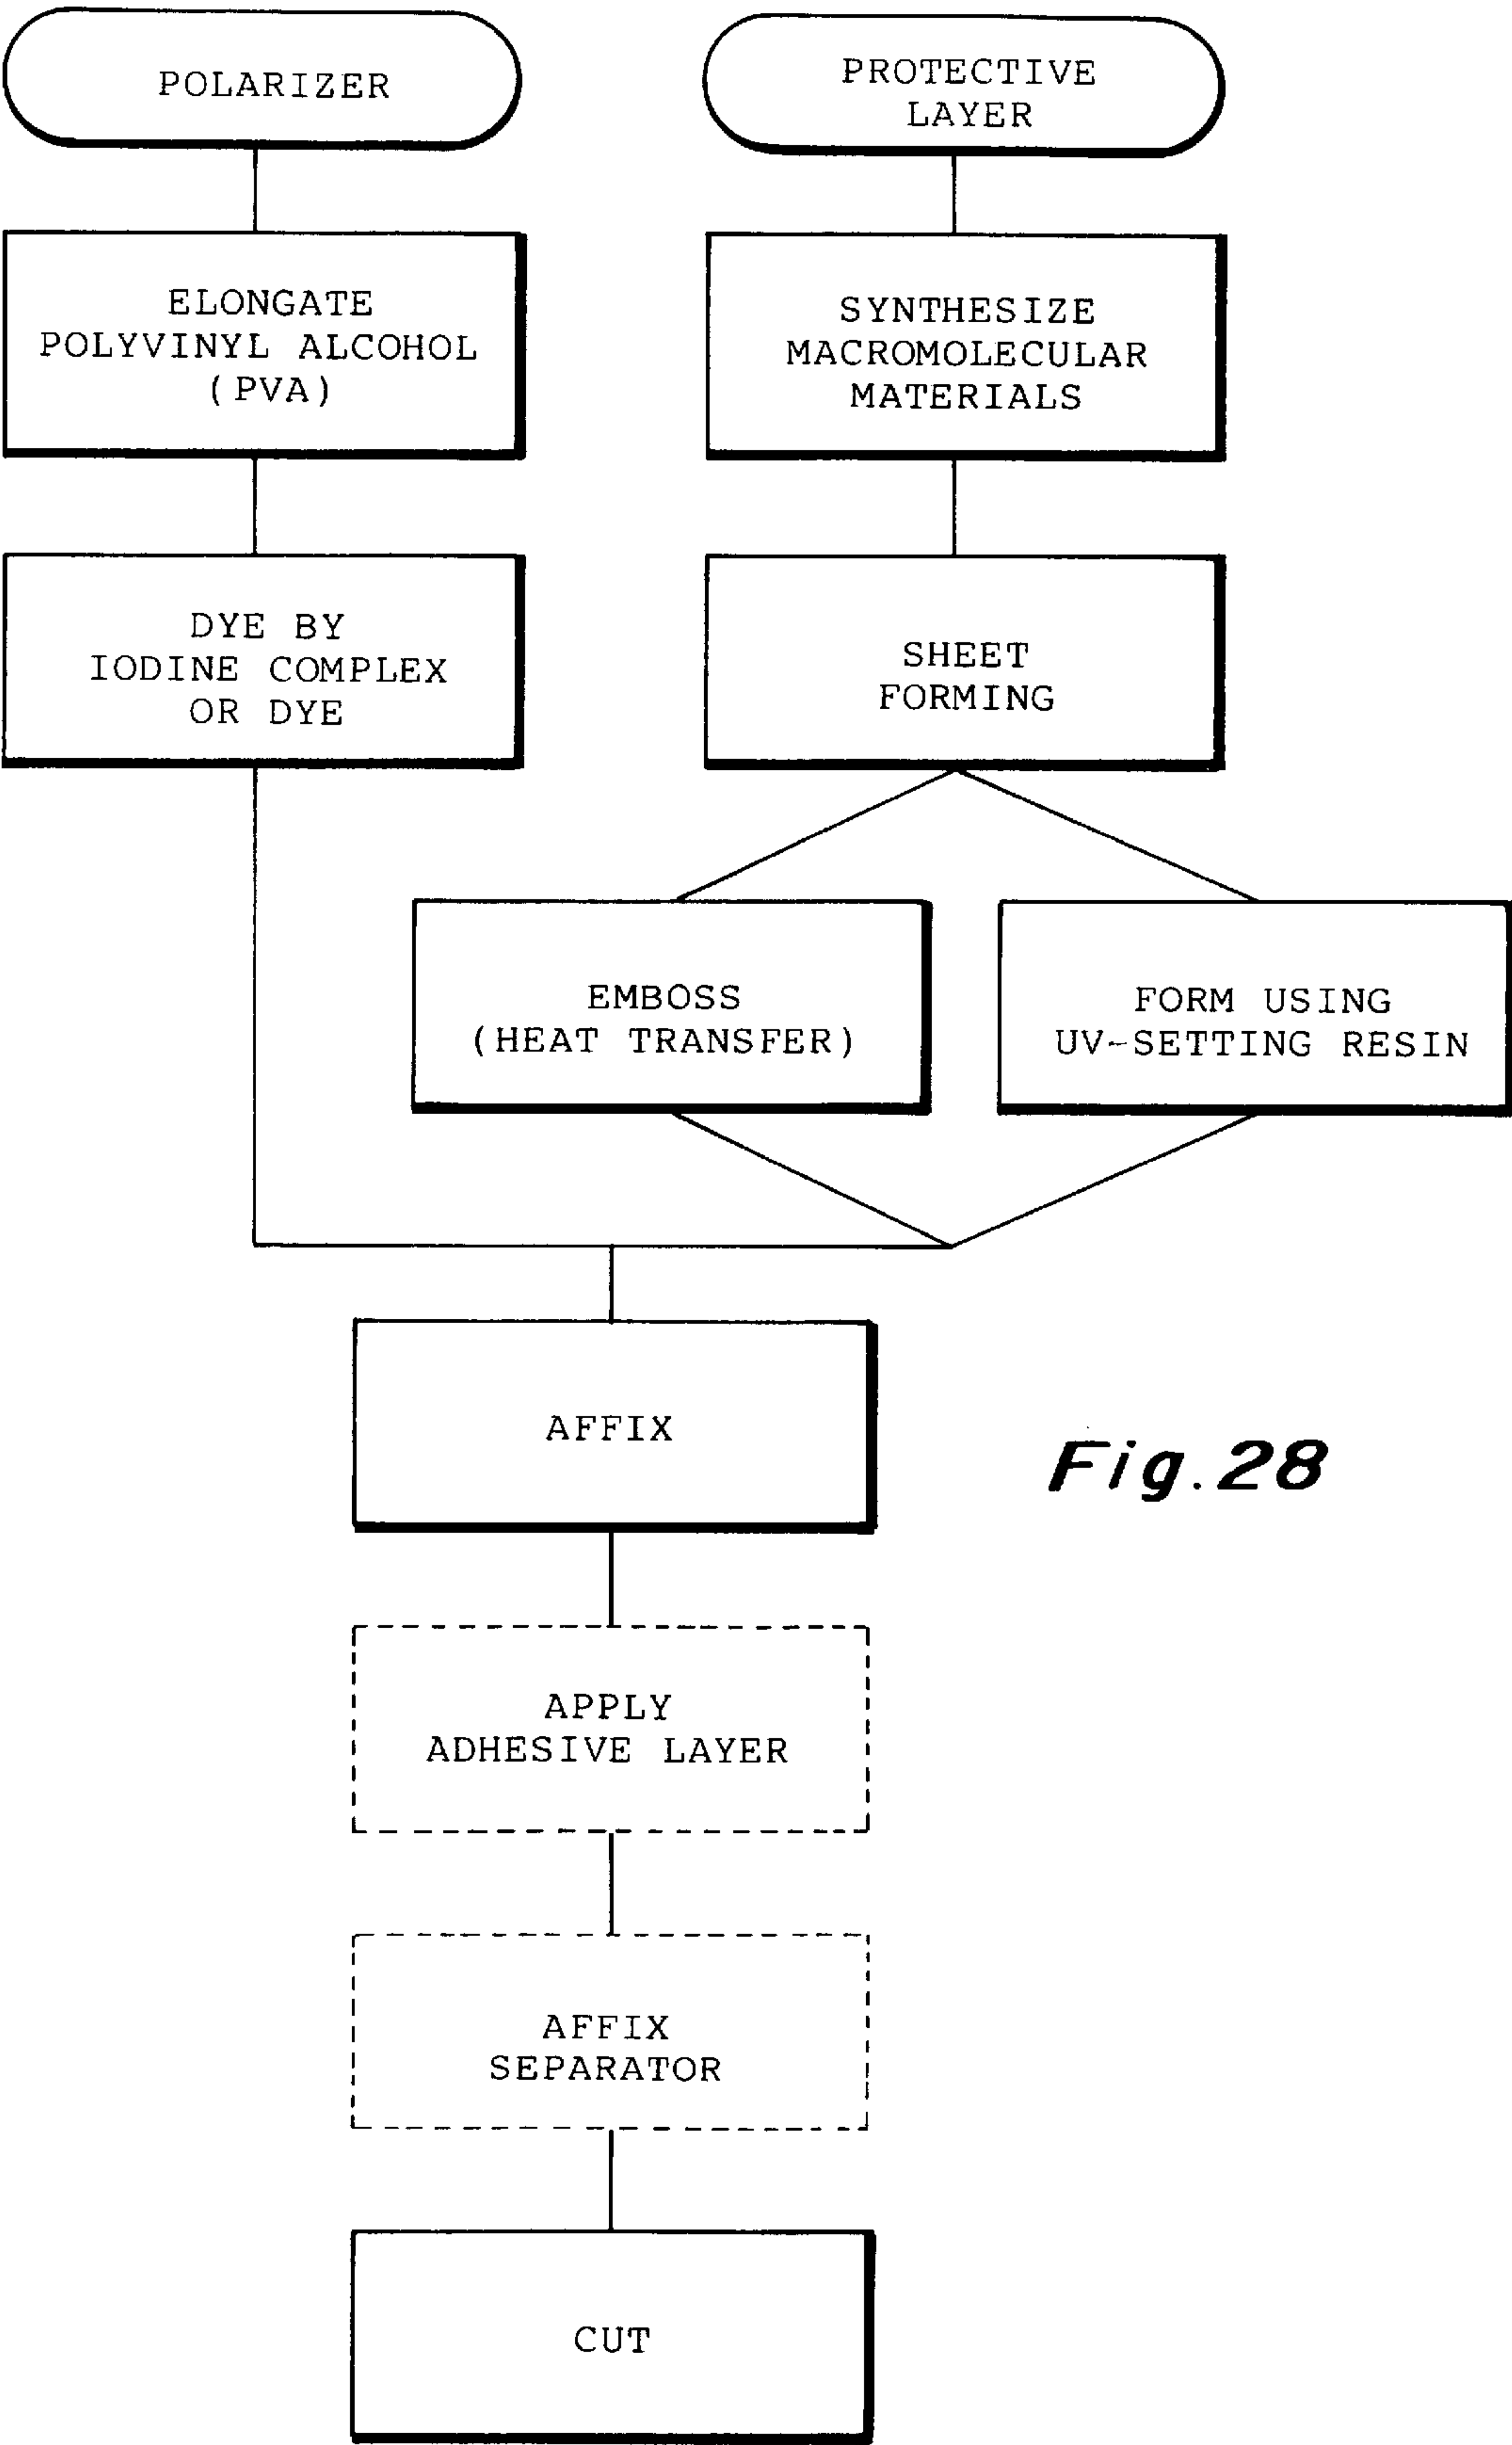 POLARIZER
PROTECTIVE
LAYER
ELONGATE
POLYVINYL ALCOHOL
(PVA)
SYNTHESIZE
MACROMOLECULAR
MATERIALS
DYE BY
IODINE COMPLEX
OR DYE
SHEET
FORMING
EMBOSS
(HEAT TRANSFER)
FORM USING
UV-SETTING RESIN
AFFIX
Fig.28
APPLY
ADHESIVE LAYER
AFFIX
SEPARATOR
CUT